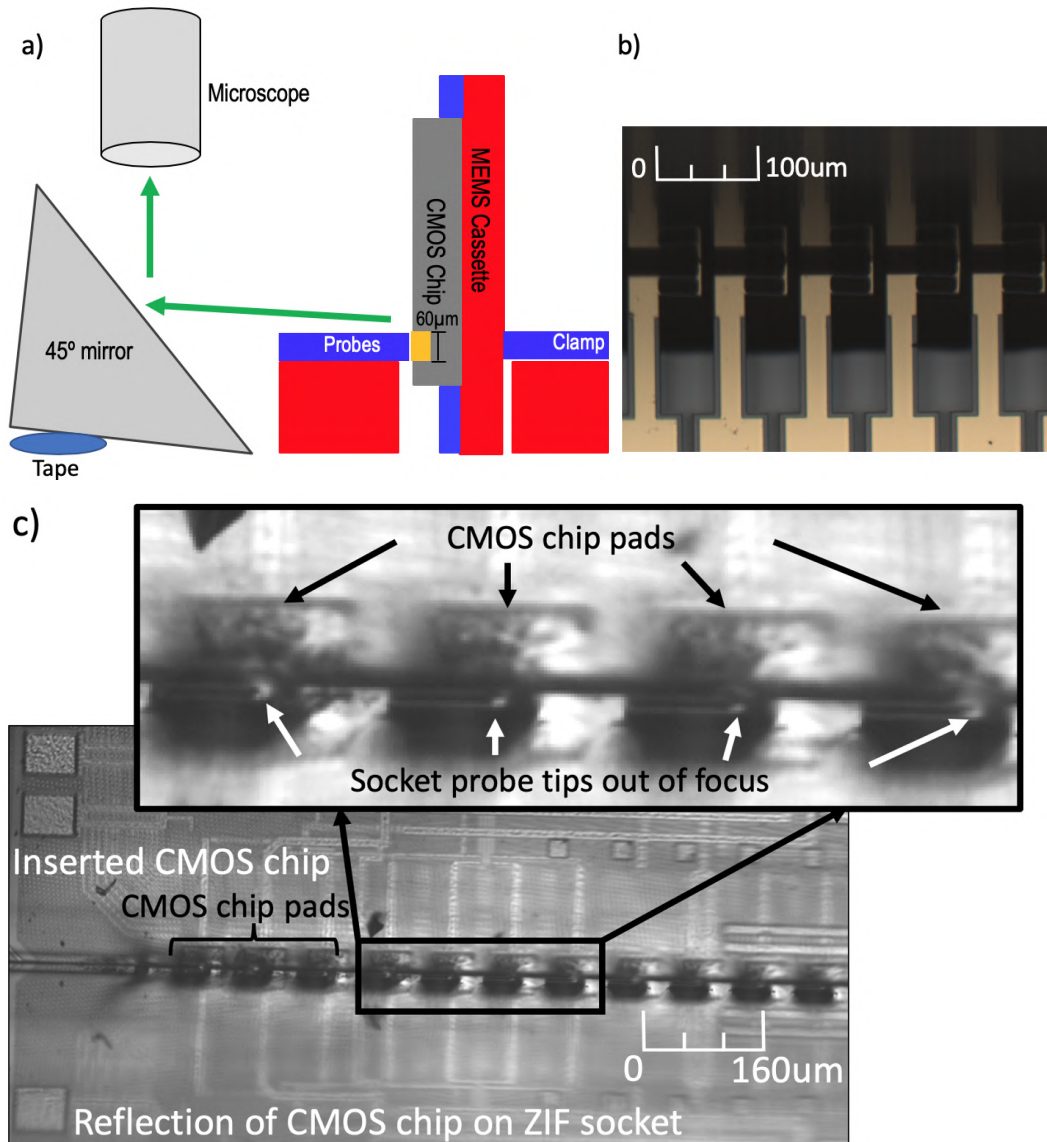 a)
Microscope
45º mirror
Tape
CMOS Chip
MEMS Cassette
60µm
Probes
Clamp
b)
0 100um
c)
CMOS chip pads
Socket probe tips out of focus
Inserted CMOS chip
CMOS chip pads
0 160um
Reflection of CMOS chip on ZIF socket